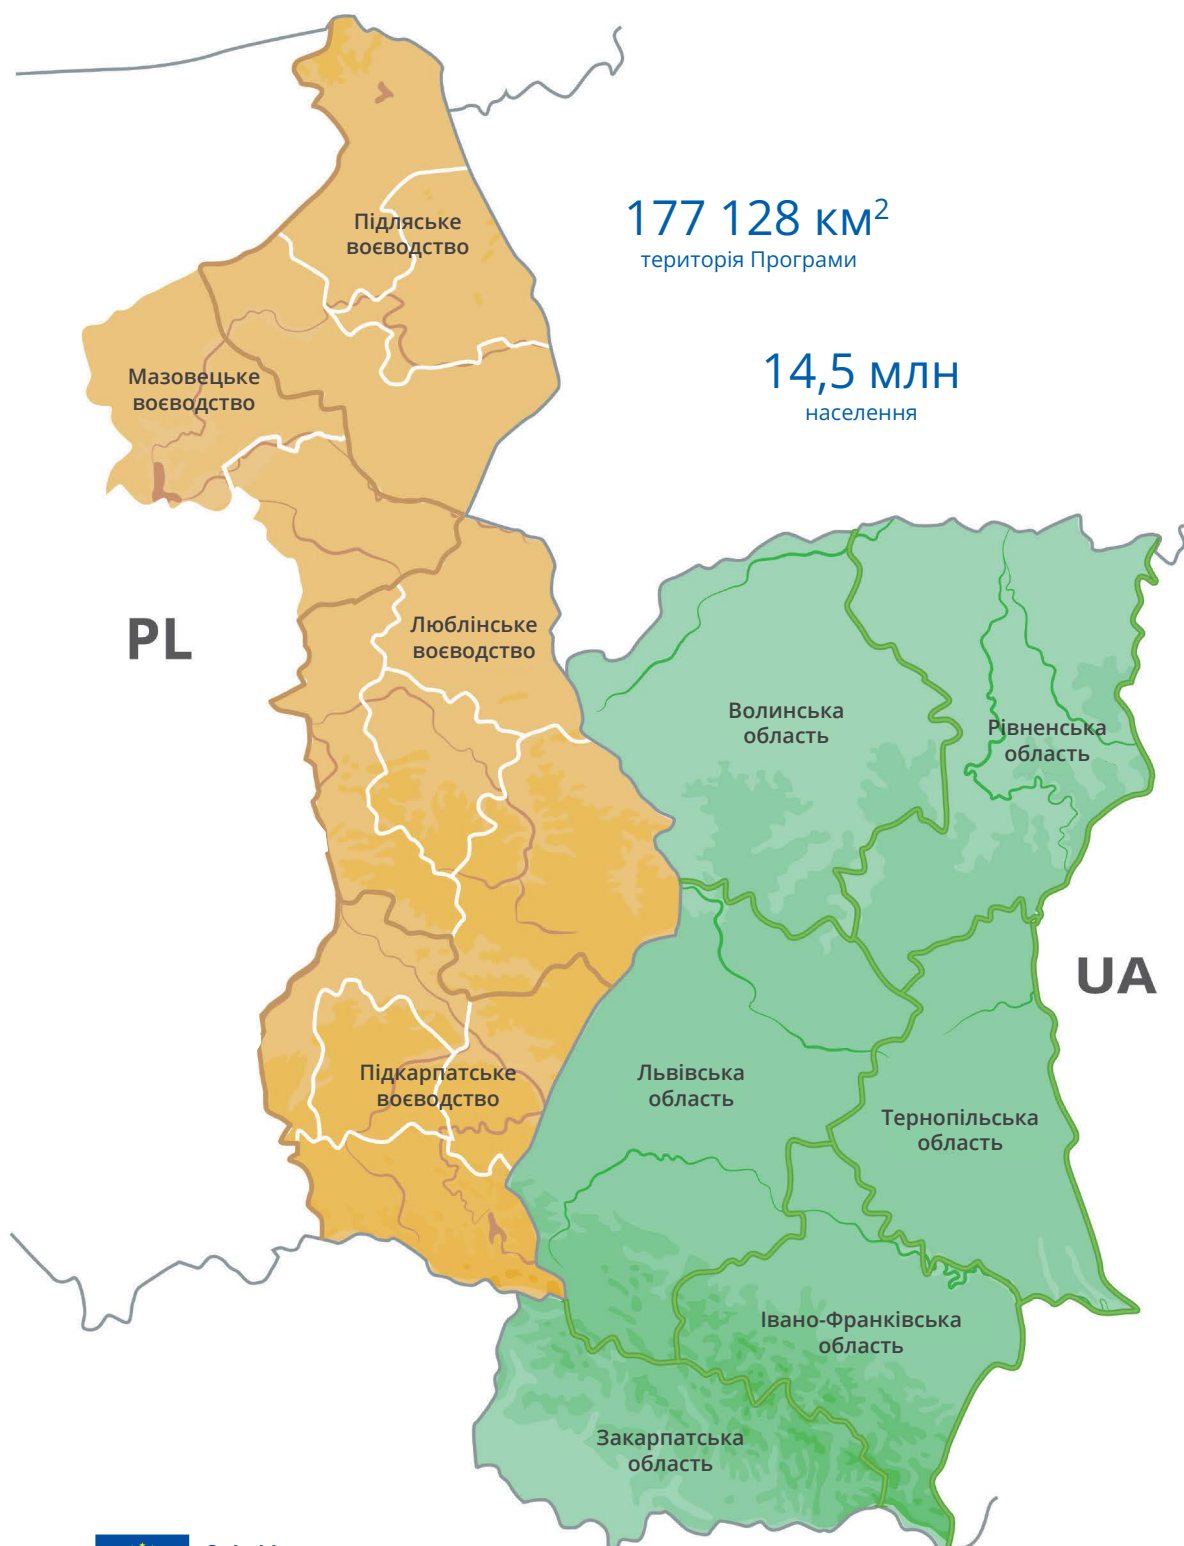 Підляське
воєводство
177 128 км²
територія Програми
Мазовецьке
воєводство
14,5 млн
населення
PL
Люблінське
воєводство
Волинська
область
Рівненська
область
UA
Підкарпатське
воєводство
Львівська
область
Тернопільська
область
Івано-Франківська
область
Закарпатська
область